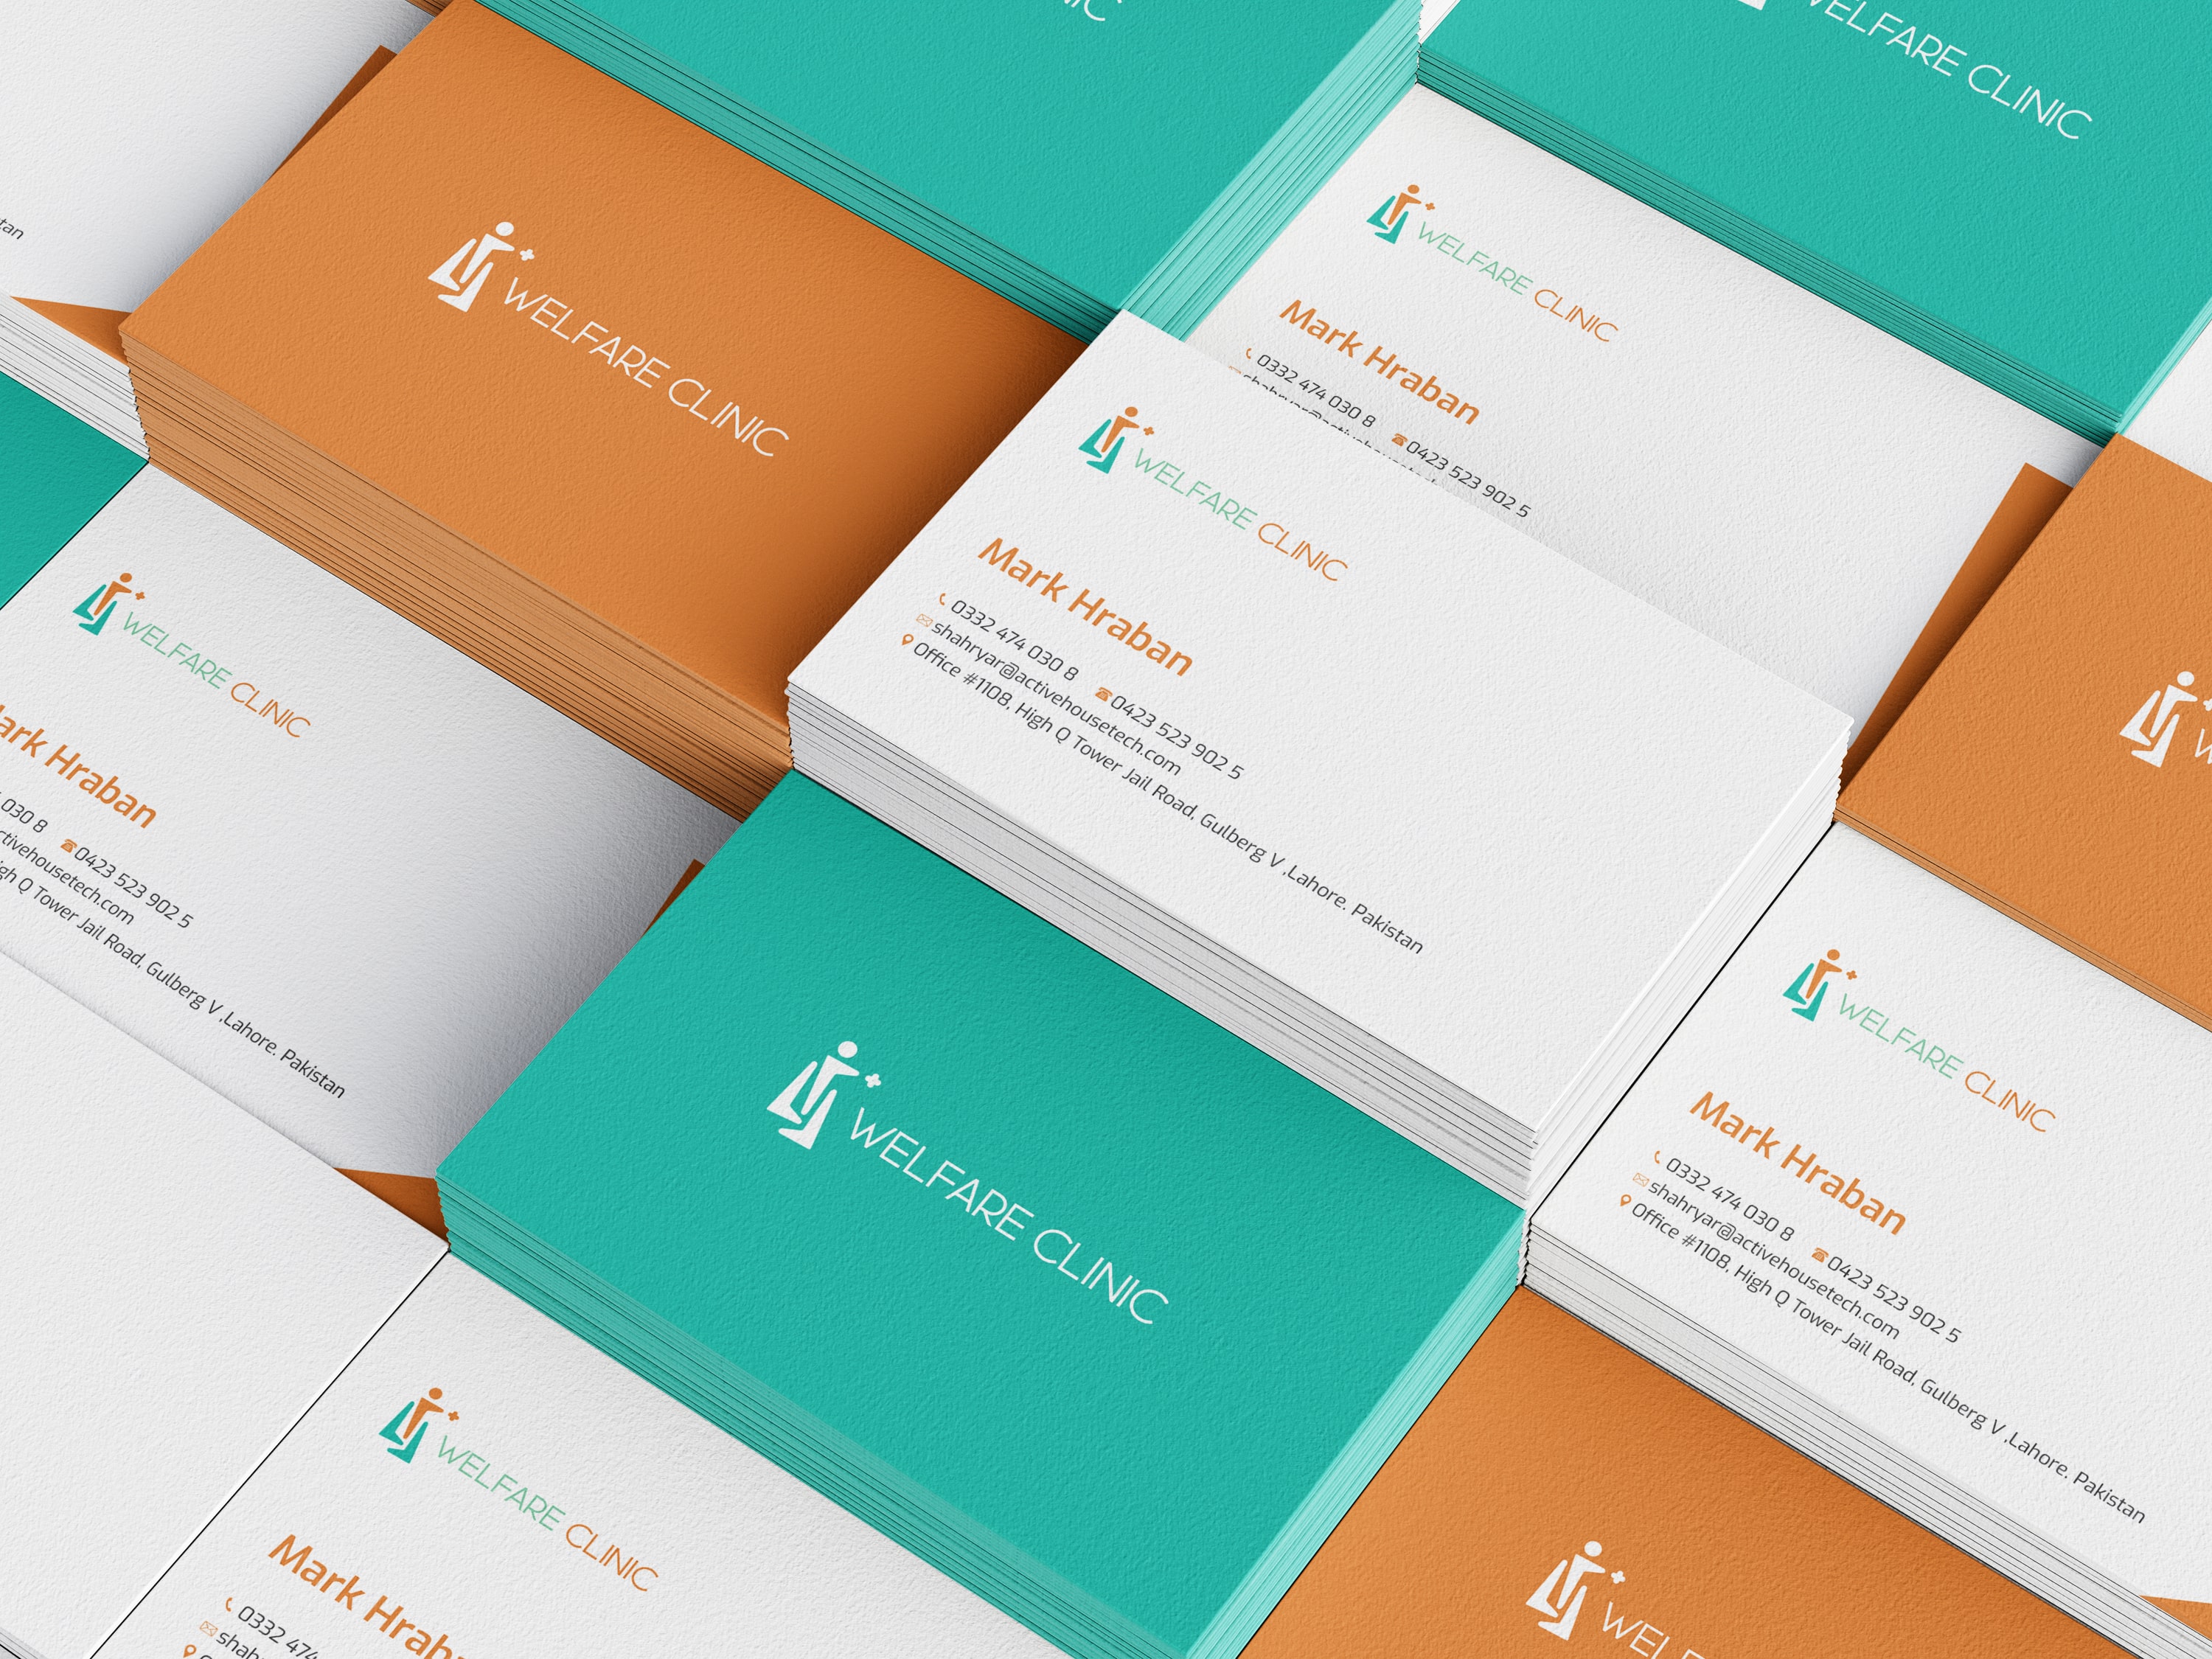 NIC
WELFARE CLINIC
tan
WELFARE CLINIC
WELFARE CLINIC
Mark Hraban
0332 474 030 8 0423 523 902 5
WELFARE CLINIC
Mark Hraban
0332 474 030 8 0423 523 902 5
shahryar@activehousetech.com
Office #1108, High Q Tower Jail Road, Gulberg V ,Lahore. Pakistan
WELFARE CLINIC
ark Hraban
030 8 0423 523 902 5
ctivehousetech.com
gh Q Tower Jail Road, Gulberg V ,Lahore. Pakistan
W
WELFARE CLINIC
WELFARE CLINIC
Mark Hraban
0332 474 030 8 0423 523 902 5
shahryar@activehousetech.com
Office #1108, High Q Tower Jail Road, Gulberg V ,Lahore. Pakistan
WELFARE CLINIC
Mark Hrab
0332 474
shah
WELF